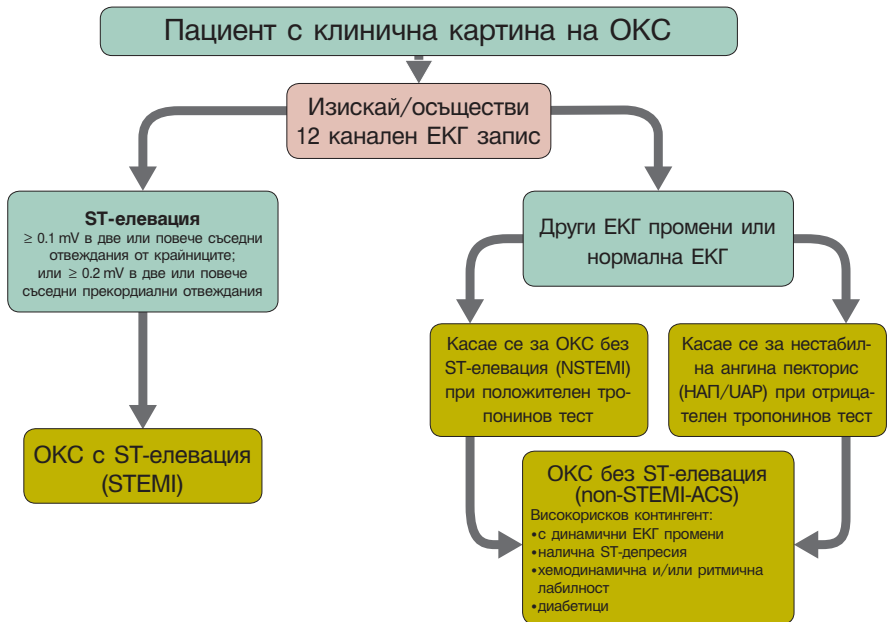 Пациент с клинична картина на ОКС
Изискай/осъществи
12 канален ЕКГ запис
ST-елевация
≥ 0.1 mV в две или повече съседни
отвеждания от крайниците;
или ≥ 0.2 mV в две или повече
съседни прекордиални отвеждания
Други ЕКГ промени или
нормална ЕКГ
Касае се за ОКС без
ST-елевация (NSTEMI)
при положителен тро-
понинов тест
Касае се за нестабил-
на ангина пекторис
(НАП/UAP) при отрица-
телен тропонинов тест
ОКС с ST-елевация
(STEMI)
ОКС без ST-елевация
(non-STEMI-ACS)
Високорисков контингент:
•с динамични ЕКГ промени
•налична ST-депресия
•хемодинамична и/или ритмична
лабилност
•диабетици